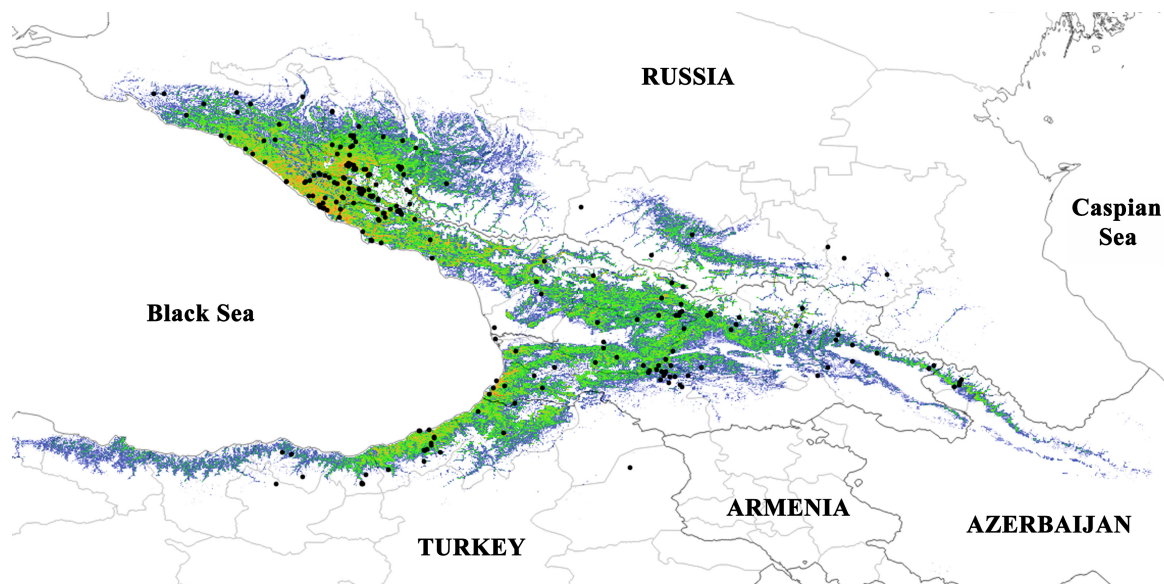 RUSSIA
Caspian
Sea
Black Sea
ARMENIA
AZERBAIJAN
TURKEY